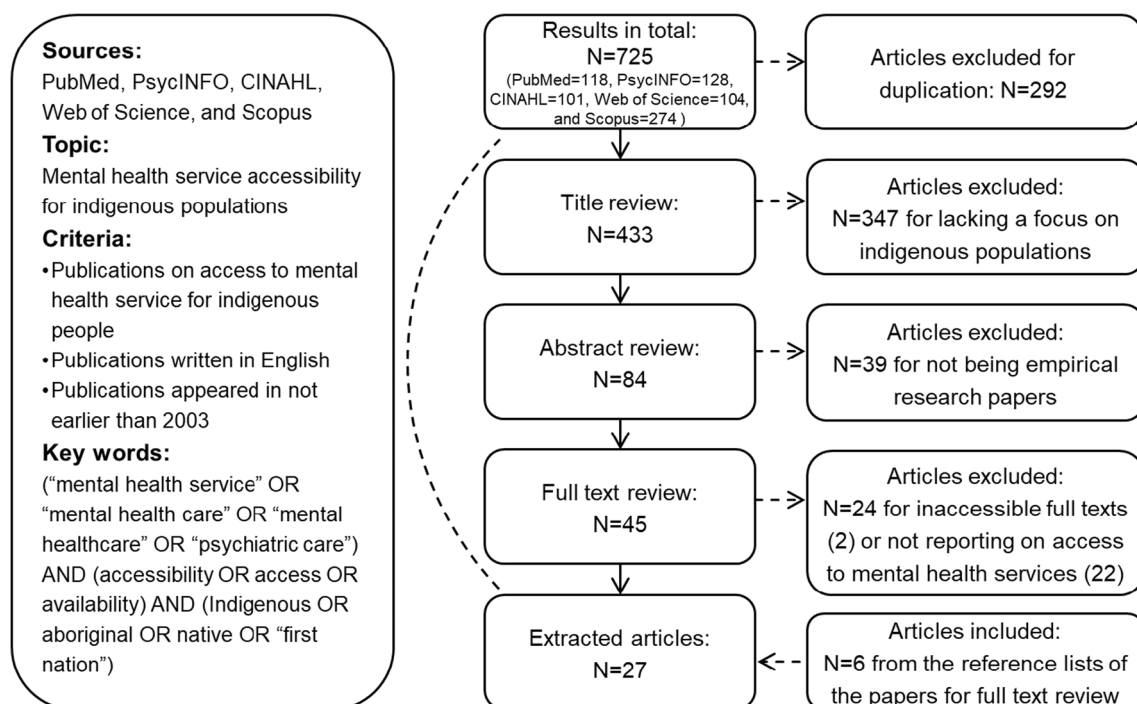 Sources:
PubMed, PsycINFO, CINAHL,
Web of Science, and Scopus
Topic:
Mental health service accessibility
for indigenous populations
Criteria:
•Publications on access to mental
health service for indigenous
people
•Publications written in English
•Publications appeared in not
earlier than 2003
Key words:
(“mental health service” OR
“mental health care” OR “mental
healthcare” OR “psychiatric care”)
AND (accessibility OR access OR
availability) AND (Indigenous OR
aboriginal OR native OR “first
nation”)
Results in total:
N=725
(PubMed=118, PsycINFO=128,
CINAHL=101, Web of Science=104,
and Scopus=274 )
Articles excluded for
duplication: N=292
Title review:
N=433
Articles excluded:
N=347 for lacking a focus on
indigenous populations
Abstract review:
N=84
Articles excluded:
N=39 for not being empirical
research papers
Full text review:
N=45
Articles excluded:
N=24 for inaccessible full texts
(2) or not reporting on access
to mental health services (22)
Extracted articles:
N=27
Articles included:
N=6 from the reference lists of
the papers for full text review